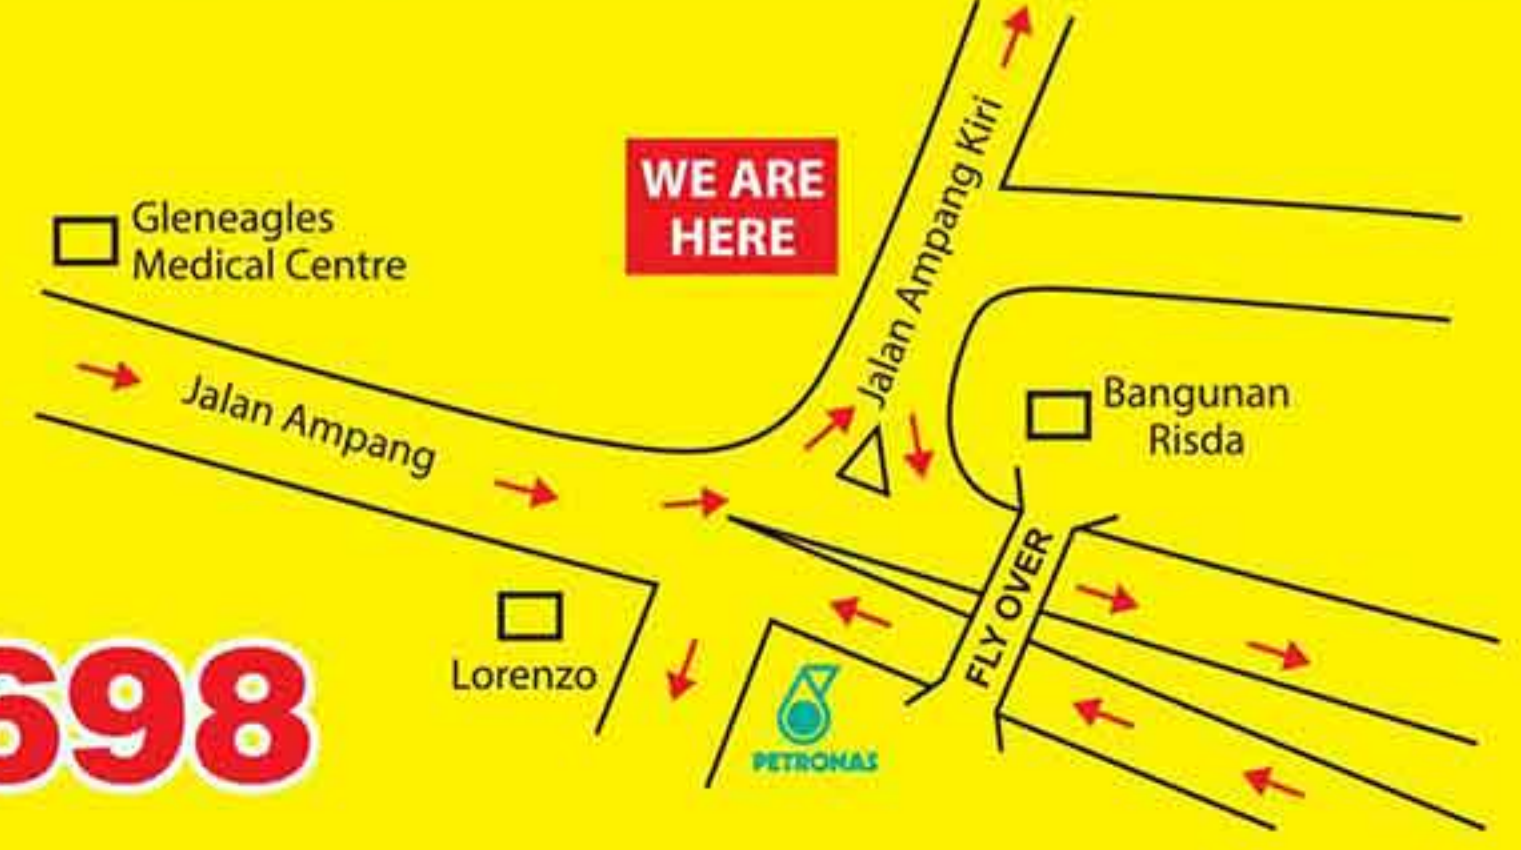 WE ARE
HERE
Gleneagles
Medical Centre
Jalan Ampang Kiri
Jalan Ampang
Bangunan
Risda
FLY OVER
Lorenzo
PETRONAS
698